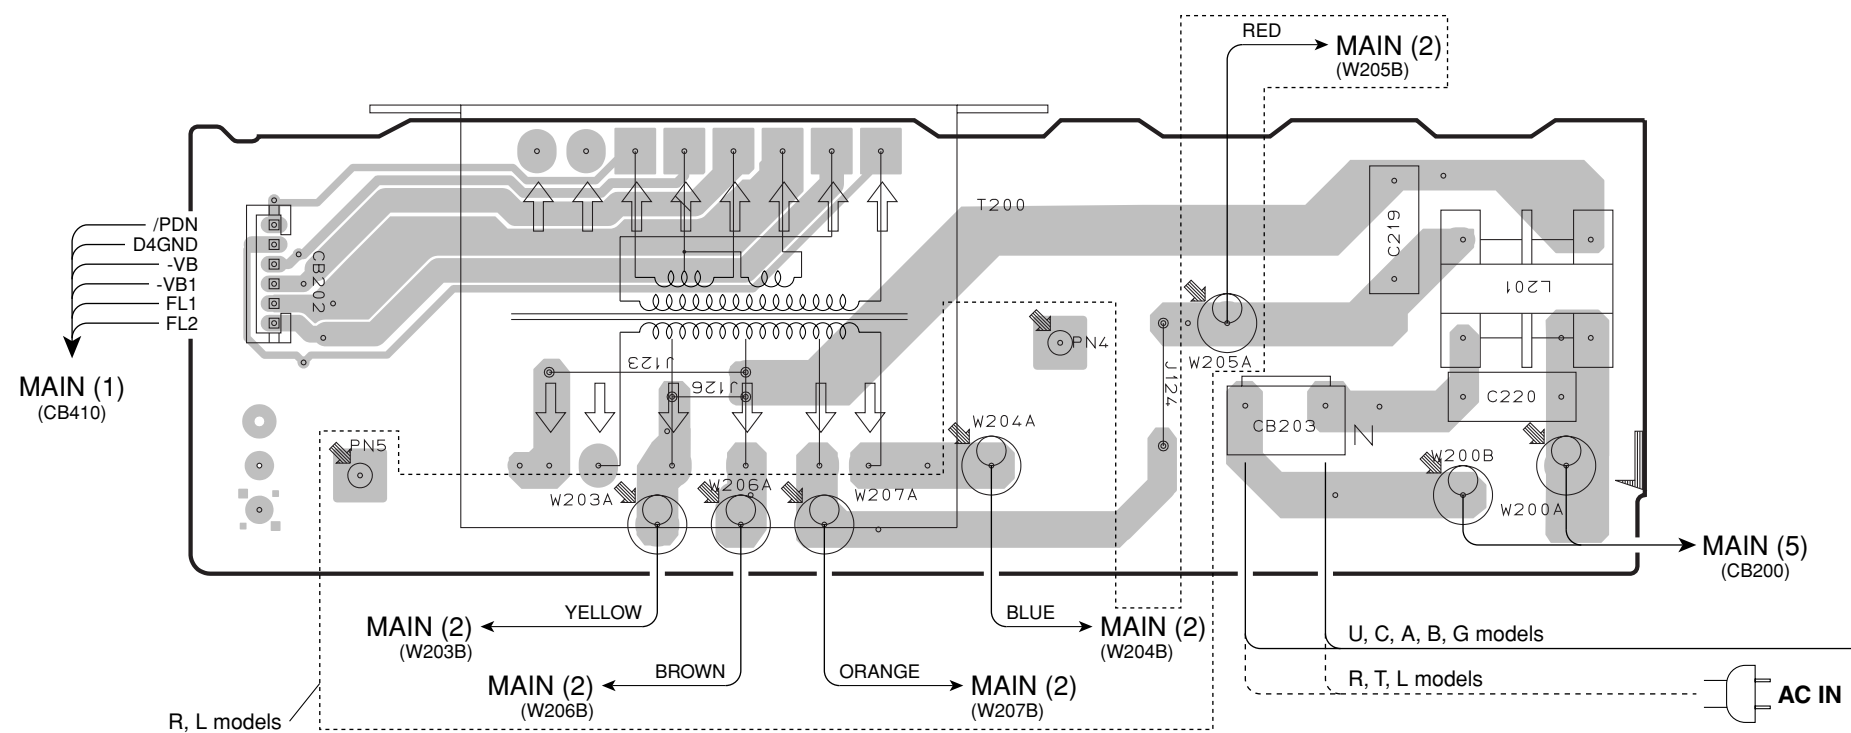 RED
MAIN (2)
(W205B)
T200
C219
/PDN
D4GND
-VB
-VB1
FL1
FL2
CB202
L201
MAIN (1)
(CB410)
PN4
W205A
J123
J126
J124
C220
W204A
CB203
N
PN5
W200B
W203A
W206A
W207A
W200A
MAIN (5)
(CB200)
YELLOW
MAIN (2)
(W203B)
BLUE
MAIN (2)
(W204B)
U, C, A, B, G models
BROWN
MAIN (2)
(W206B)
ORANGE
MAIN (2)
(W207B)
R, T, L models
AC IN
R, L models